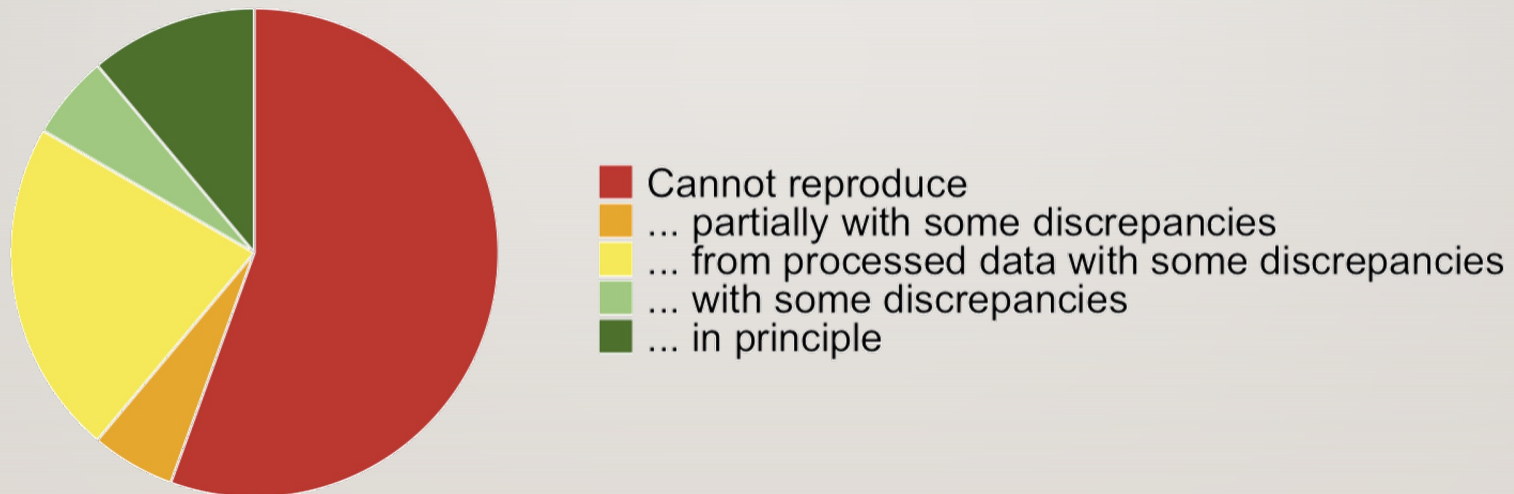 Cannot reproduce
... partially with some discrepancies
... from processed data with some discrepancies
... with some discrepancies
... in principle